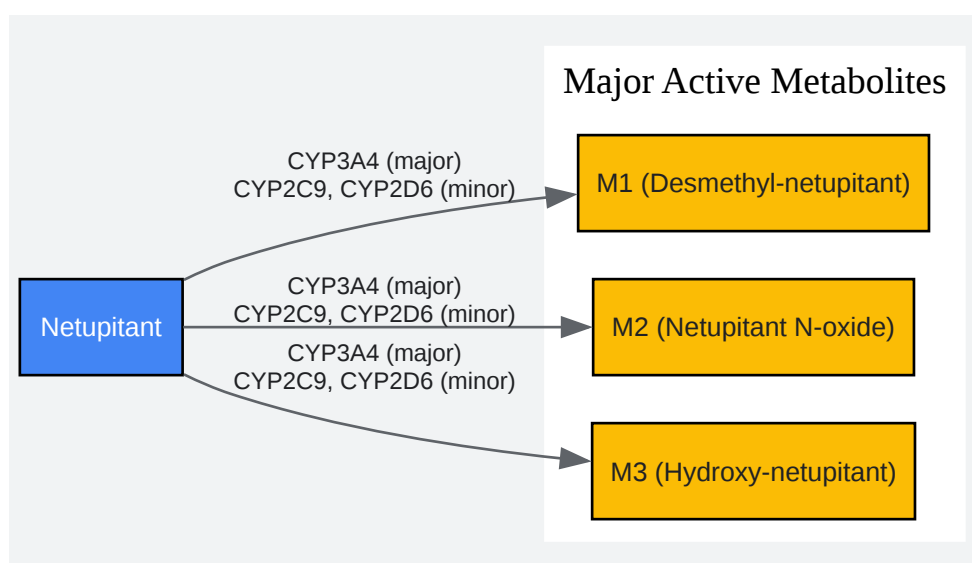 Major Active Metabolites
CYP3A4 (major)
CYP2C9, CYP2D6 (minor)
M1 (Desmethyl-netupitant)
Netupitant
CYP3A4 (major)
CYP2C9, CYP2D6 (minor)
M2 (Netupitant N-oxide)
CYP3A4 (major)
CYP2C9, CYP2D6 (minor)
M3 (Hydroxy-netupitant)